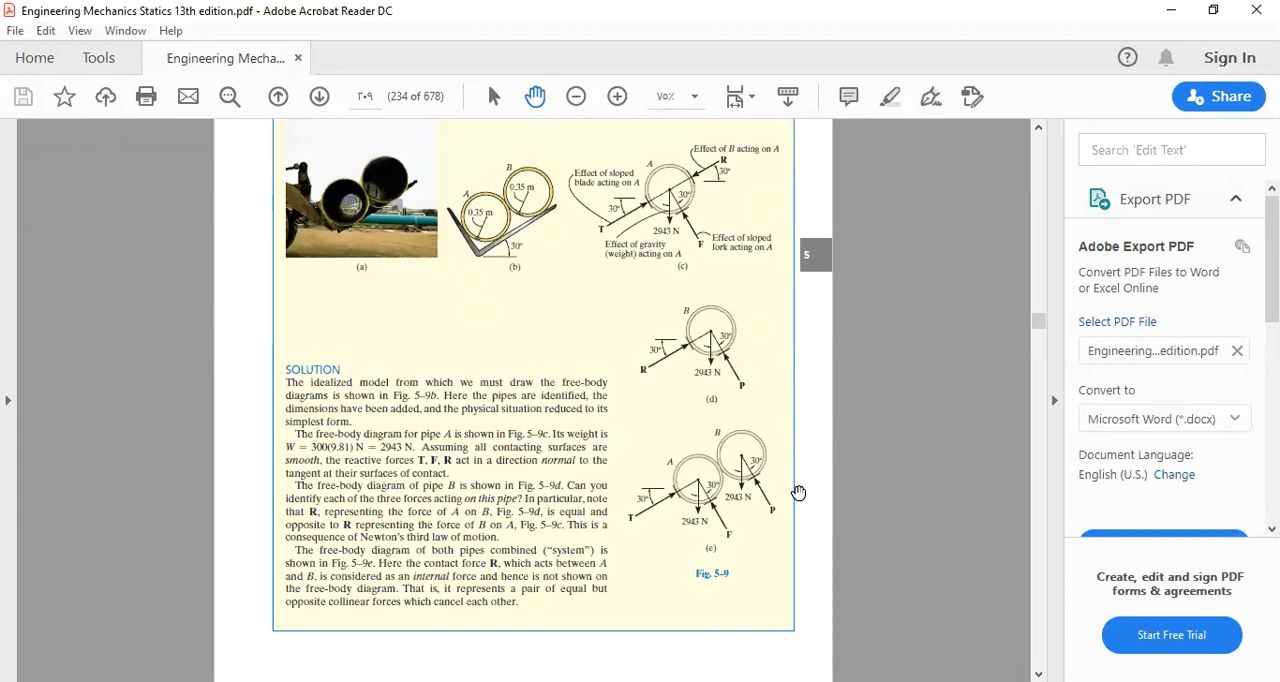 Engineering Mechanics Statics 13th edition.pdf - Adobe Acrobat Reader DC
File Edit View Window Help
Home Tools Engineering Mecha... ×
Sign In
٢٠٩ (234 of 678)
٧٥٪
Share
Effect of B acting on A
R
30°
A
Effect of sloped
blade acting on A
30°
30°
T
2943 N
F
Effect of gravity
(weight) acting on A
Effect of sloped
fork acting on A
B
0.35 m
A
0.35 m
30°
(a)
(b)
(c)
5
B
30°
30°
R
2943 N
P
(d)
SOLUTION
The idealized model from which we must draw the free-body
diagrams is shown in Fig. 5–9b. Here the pipes are identified, the
dimensions have been added, and the physical situation reduced to its
simplest form.
The free-body diagram for pipe A is shown in Fig. 5–9c. Its weight is
W = 300(9.81) N = 2943 N. Assuming all contacting surfaces are
smooth, the reactive forces T, F, R act in a direction normal to the
tangent at their surfaces of contact.
The free-body diagram of pipe B is shown in Fig. 5–9d. Can you
identify each of the three forces acting on this pipe? In particular, note
that R, representing the force of A on B, Fig. 5–9d, is equal and
opposite to R representing the force of B on A, Fig. 5–9c. This is a
consequence of Newton's third law of motion.
The free-body diagram of both pipes combined (“system”) is
shown in Fig. 5–9e. Here the contact force R, which acts between A
and B, is considered as an internal force and hence is not shown on
the free-body diagram. That is, it represents a pair of equal but
opposite collinear forces which cancel each other.
B
A
30°
30°
30°
2943 N
T
2943 N
P
F
(e)
Fig. 5–9
Search 'Edit Text'
Export PDF
Adobe Export PDF
Convert PDF Files to Word
or Excel Online
Select PDF File
Engineering...edition.pdf ×
Convert to
Microsoft Word (*.docx)
Document Language:
English (U.S.) Change
Create, edit and sign PDF
forms & agreements
Start Free Trial